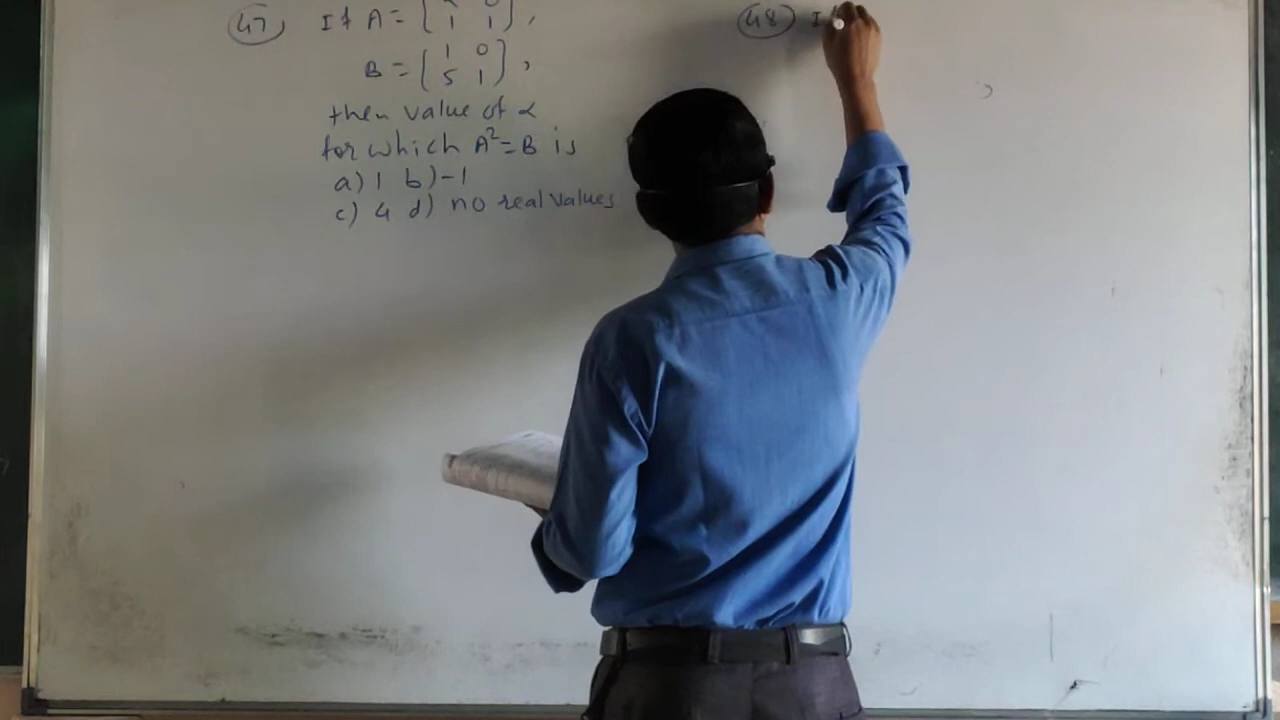 47) If A = [α 0
1 1],
B = [1 0
5 1],
then value of α
for which A²=B is
a) 1 b) -1
c) 4 d) no real values
48) I